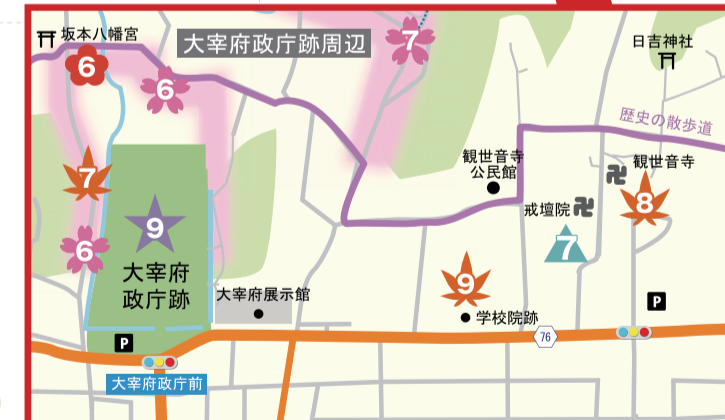 坂本八幡宮
大宰府政庁跡周辺
7
日吉神社
6
6
歴史の散歩道
観世音寺
公民館
観世音寺
卍
7
8
戒壇院
卍
9
7
6
大宰府
政庁跡
大宰府展示館
9
学校院跡
P
P
76
大宰府政庁前